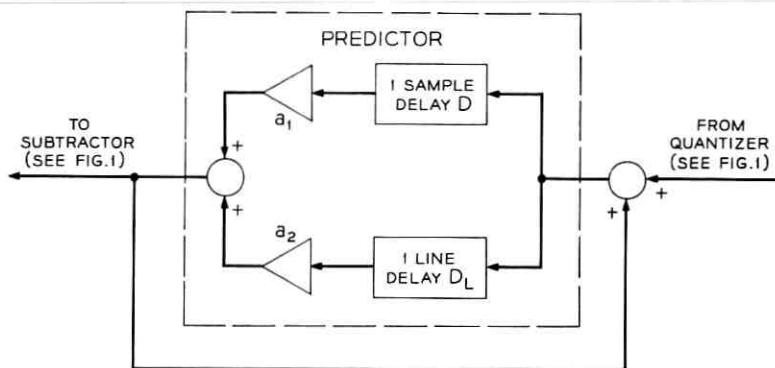 PREDICTOR
1 SAMPLE
DELAY D
a₁
+
TO
SUBTRACTOR
(SEE FIG.1)
FROM
QUANTIZER
(SEE FIG.1)
+
+
+
a₂
1 LINE
DELAY D_L